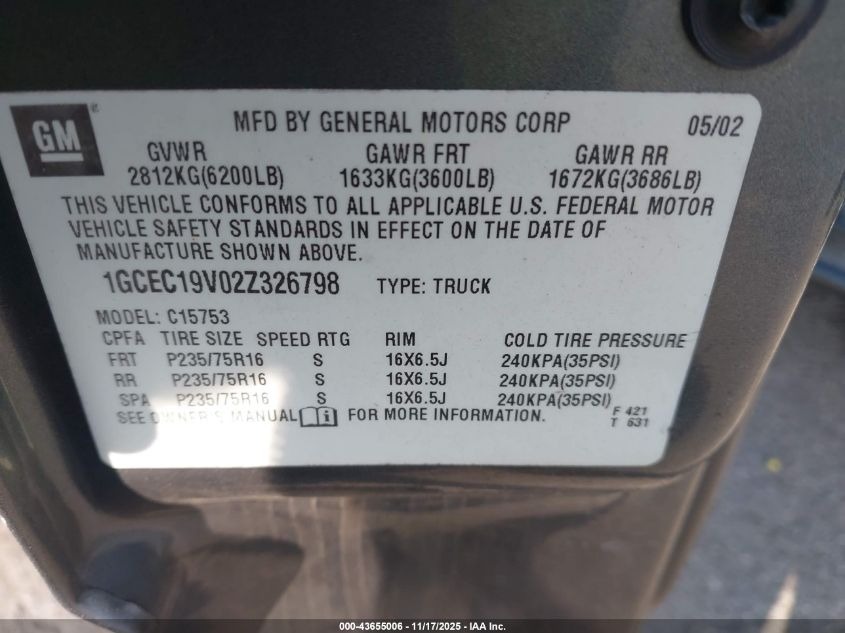 GM ®
MFD BY GENERAL MOTORS CORP 05/02
GVWR GAWR FRT GAWR RR
2812KG(6200LB) 1633KG(3600LB) 1672KG(3686LB)
THIS VEHICLE CONFORMS TO ALL APPLICABLE U.S. FEDERAL MOTOR
VEHICLE SAFETY STANDARDS IN EFFECT ON THE DATE OF
MANUFACTURE SHOWN ABOVE.
1GCEC19V02Z326798 TYPE: TRUCK
MODEL: C15753
CPFA TIRE SIZE SPEED RTG RIM COLD TIRE PRESSURE
FRT P235/75R16 S 16X6.5J 240KPA(35PSI)
RR P235/75R16 S 16X6.5J 240KPA(35PSI)
SPA P235/75R16 S 16X6.5J 240KPA(35PSI)
SEE OWNER'S MANUAL FOR MORE INFORMATION. F 421
T 631
000-43655006 - 11/17/2025 - IAA Inc.